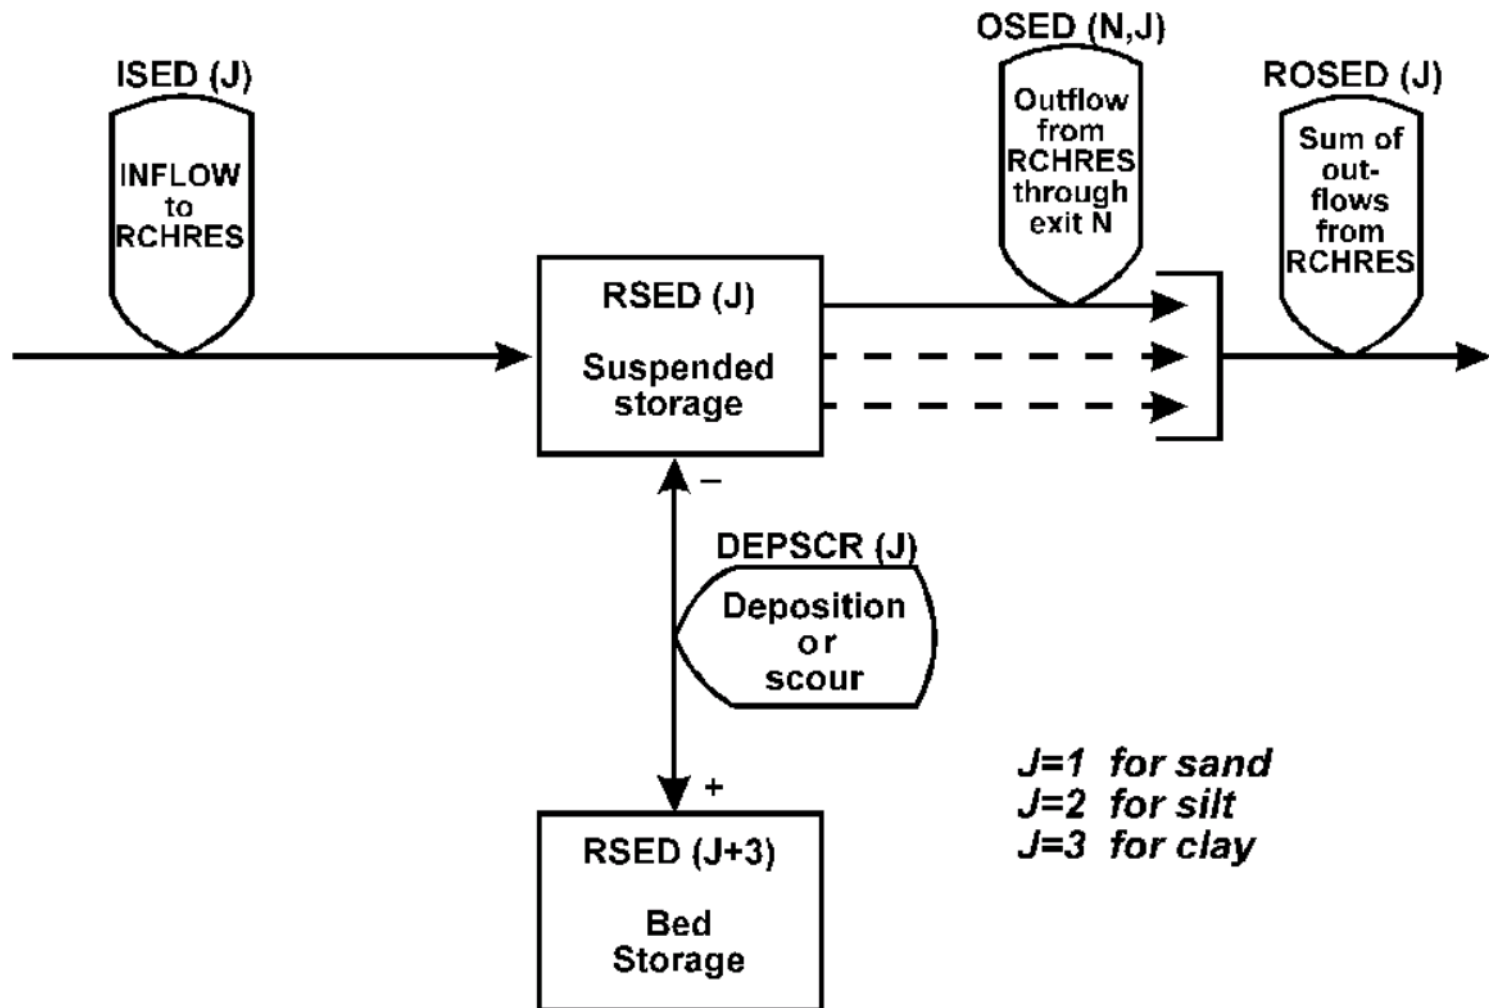 ISED (J)
INFLOW
to
RCHRES
OSED (N,J)
Outflow
from
RCHRES
through
exit N
ROSED (J)
Sum of
out-
flows
from
RCHRES
RSED (J)
Suspended
storage
–
DEPSCR (J)
Deposition
or
scour
+
RSED (J+3)
Bed
Storage
J=1 for sand
J=2 for silt
J=3 for clay